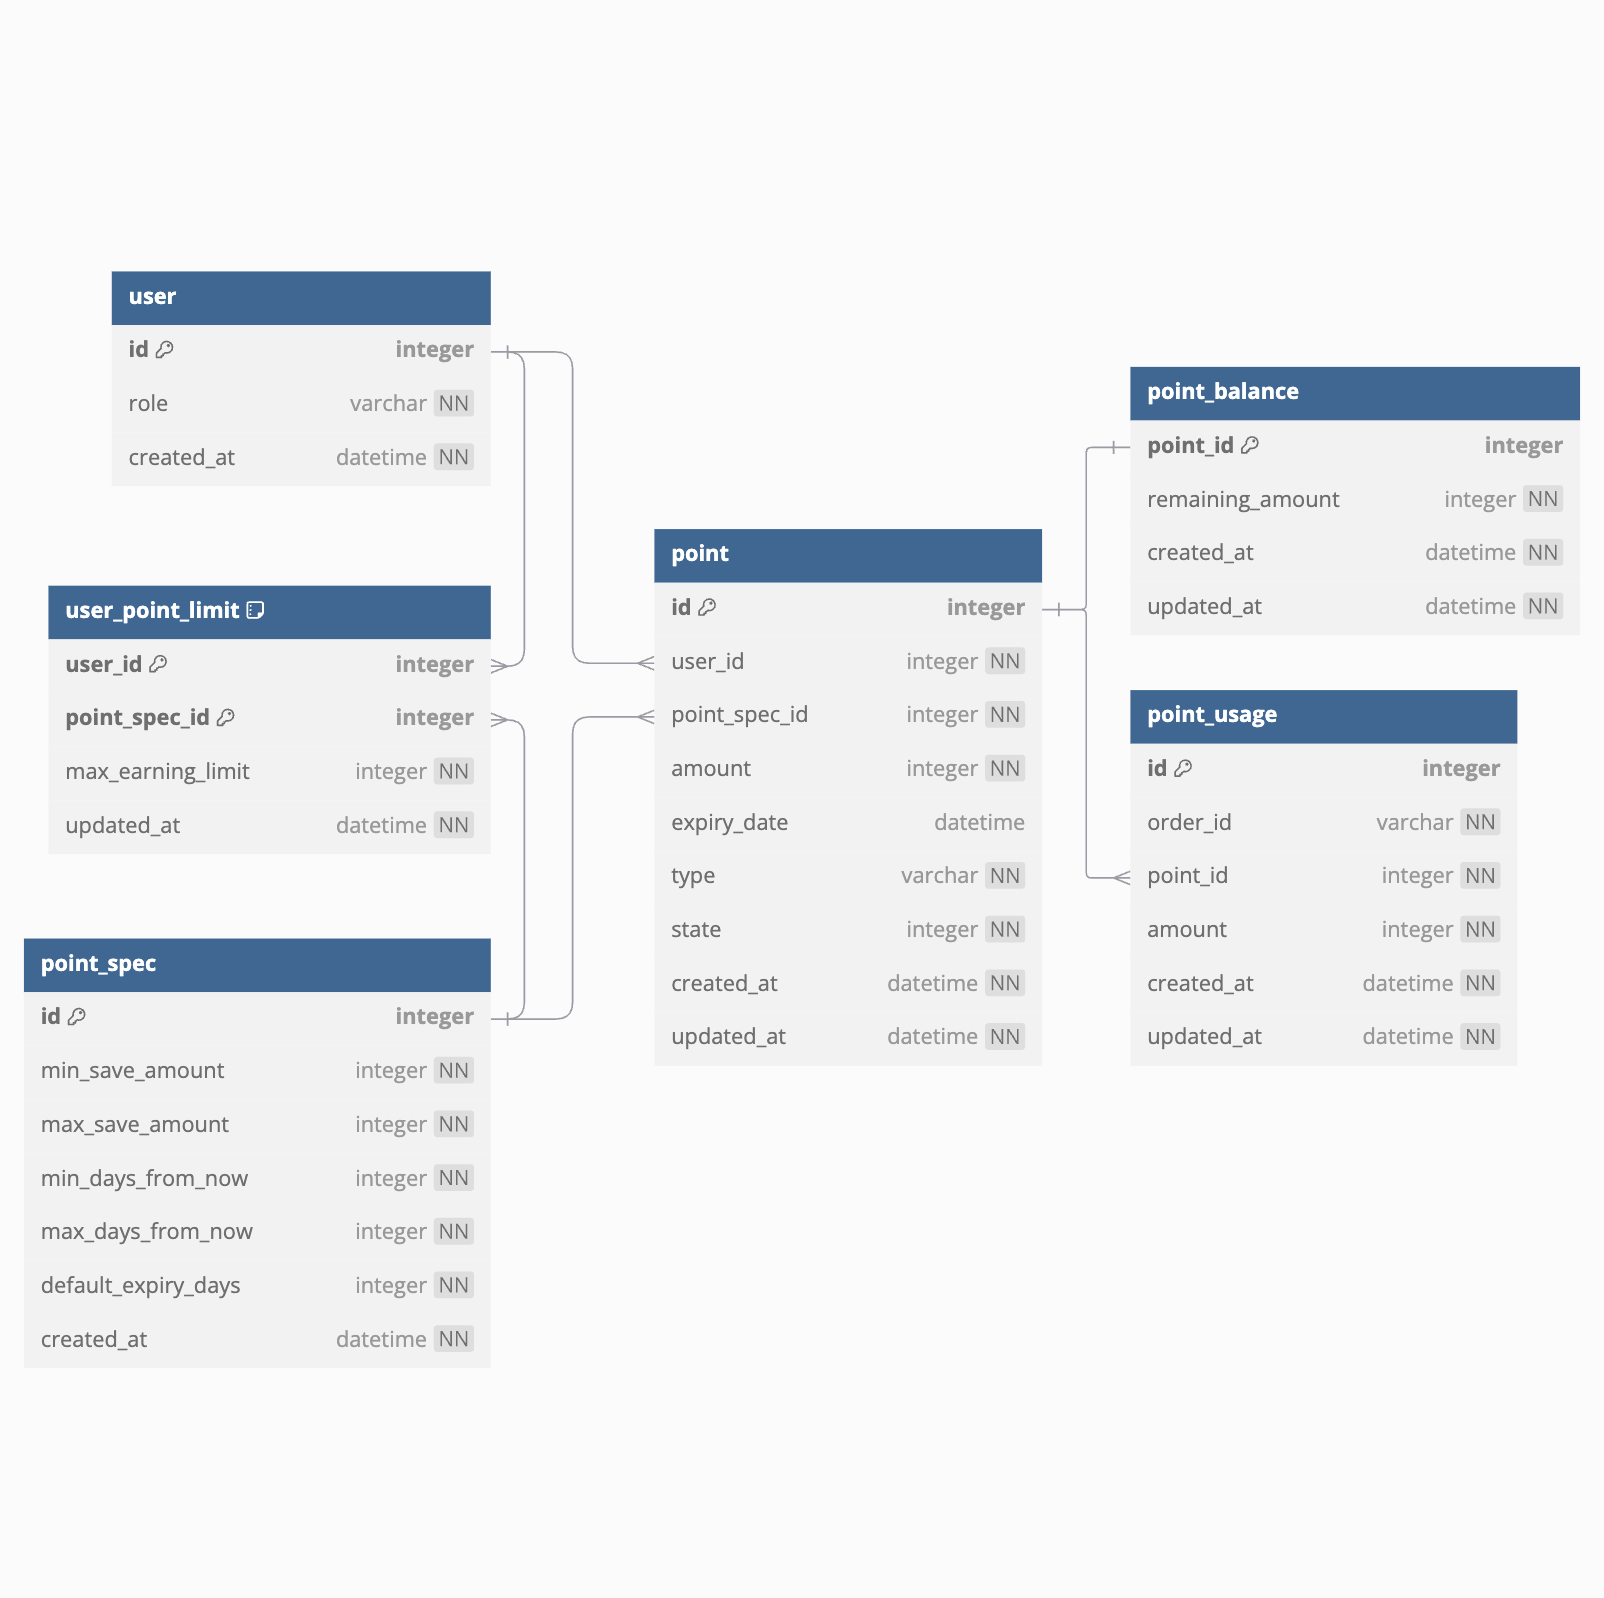 user
id integer
role varchar NN
created_at datetime NN
user_point_limit
user_id integer
point_spec_id integer
max_earning_limit integer NN
updated_at datetime NN
point_spec
id integer
min_save_amount integer NN
max_save_amount integer NN
min_days_from_now integer NN
max_days_from_now integer NN
default_expiry_days integer NN
created_at datetime NN
point
id integer
user_id integer NN
point_spec_id integer NN
amount integer NN
expiry_date datetime
type varchar NN
state integer NN
created_at datetime NN
updated_at datetime NN
point_balance
point_id integer
remaining_amount integer NN
created_at datetime NN
updated_at datetime NN
point_usage
id integer
order_id varchar NN
point_id integer NN
amount integer NN
created_at datetime NN
updated_at datetime NN